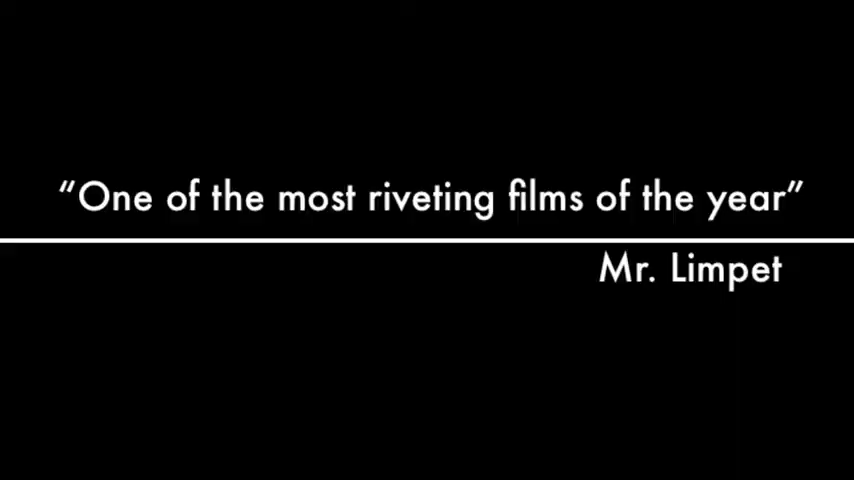 “One of the most riveting films of the year”
Mr. Limpet